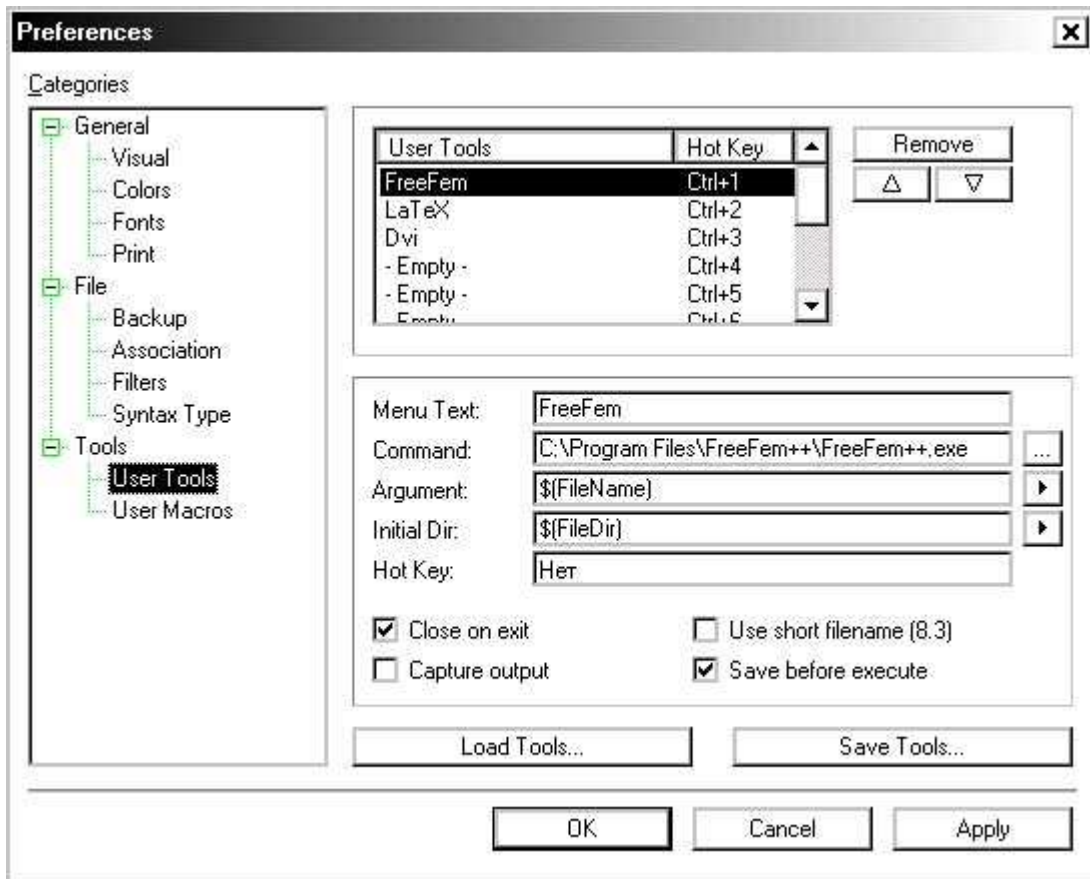 Preferences
Categories
General
Visual
Colors
Fonts
Print
File
Backup
Association
Filters
Syntax Type
Tools
User Tools
User Macros
User Tools Hot Key
FreeFem Ctrl+1
LaTeX Ctrl+2
Dvi Ctrl+3
- Empty - Ctrl+4
- Empty - Ctrl+5
- Empty - Ctrl+6
Remove
Menu Text: FreeFem
Command: C:\Program Files\FreeFem++\FreeFem++.exe ...
Argument: $(FileName)
Initial Dir: $(FileDir)
Hot Key: Нет
Close on exit Use short filename (8.3)
Capture output Save before execute
Load Tools... Save Tools...
OK Cancel Apply